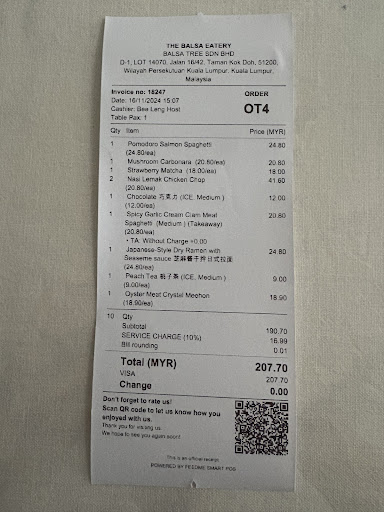 THE BALSA EATERY
BALSA TREE SDN BHD
D-1, LOT 14070, Jalan 16/42, Taman Kok Doh, 51200,
Wilayah Persekutuan Kuala Lumpur, Kuala Lumpur,
Malaysia
Invoice no: 18247 ORDER
Date: 16/11/2024 15:07
Cashier: Bee Leng Host OT4
Table Pax: 1
Qty Item Price (MYR)
1 Pomodoro Salmon Spaghetti 24.80
(24.80/ea)
1 Mushroom Carbonara (20.80/ea) 20.80
1 Strawberry Matcha (18.00/ea) 18.00
2 Nasi Lemak Chicken Chop 41.60
(20.80/ea)
1 Chocolate 巧克力 (ICE, Medium ) 12.00
(12.00/ea)
1 Spicy Garlic Cream Clam Meat 20.80
Spaghetti (Medium ) (Takeaway)
(20.80/ea)
• TA Without Charge +0.00
1 Japanese-Style Dry Ramen with 24.80
Seaseme sauce
(24.80/ea)
1 Peach Tea 桃子茶 (ICE, Medium ) 9.00
(9.00/ea)
1 Oyster Meat Crystal Meehon 18.90
(18.90/ea)
10 Qty
Subtotal 190.70
SERVICE CHARGE (10%) 16.99
Bill rounding 0.01
Total (MYR) 207.70
VISA 207.70
Change 0.00
Don't forget to rate us!
Scan QR code to let us know how you
enjoyed with us.
Thank you for visiting us
We hope to see you again soon!
This is an official receipt
POWERED BY FEEDME SMART POS